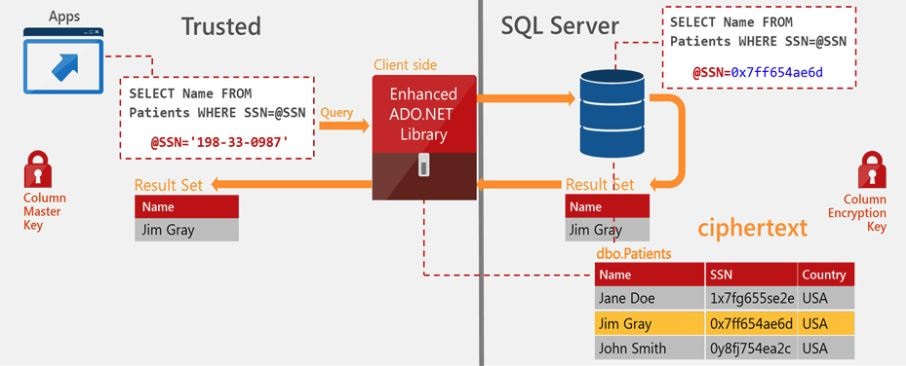 Apps
Trusted
SQL Server
SELECT Name FROM
Patients WHERE SSN=@SSN
@SSN='198-33-0987'
Query
Client side
Enhanced
ADO.NET
Library
SELECT Name FROM
Patients WHERE SSN=@SSN
@SSN=0x7ff654ae6d
Column
Master
Key
Result Set
Name
Jim Gray
Result Set
Name
Jim Gray
Column
Encryption
Key
ciphertext
dbo.Patients
Name SSN Country
Jane Doe 1x7fg655se2e USA
Jim Gray 0x7ff654ae6d USA
John Smith 0y8fj754ea2c USA